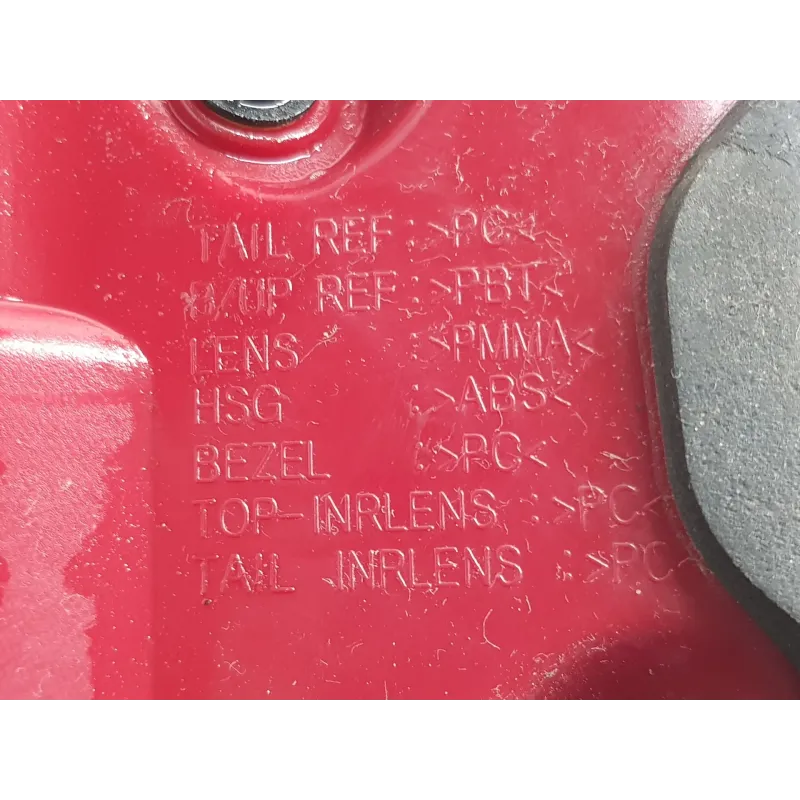 TAIL REF :>PC<
B/UP REF :>PBT<
LENS :>PMMA<
HSG :>ABS<
BEZEL :>PC<
TOP-INRLENS :>PC<
TAIL INRLENS :>PC<